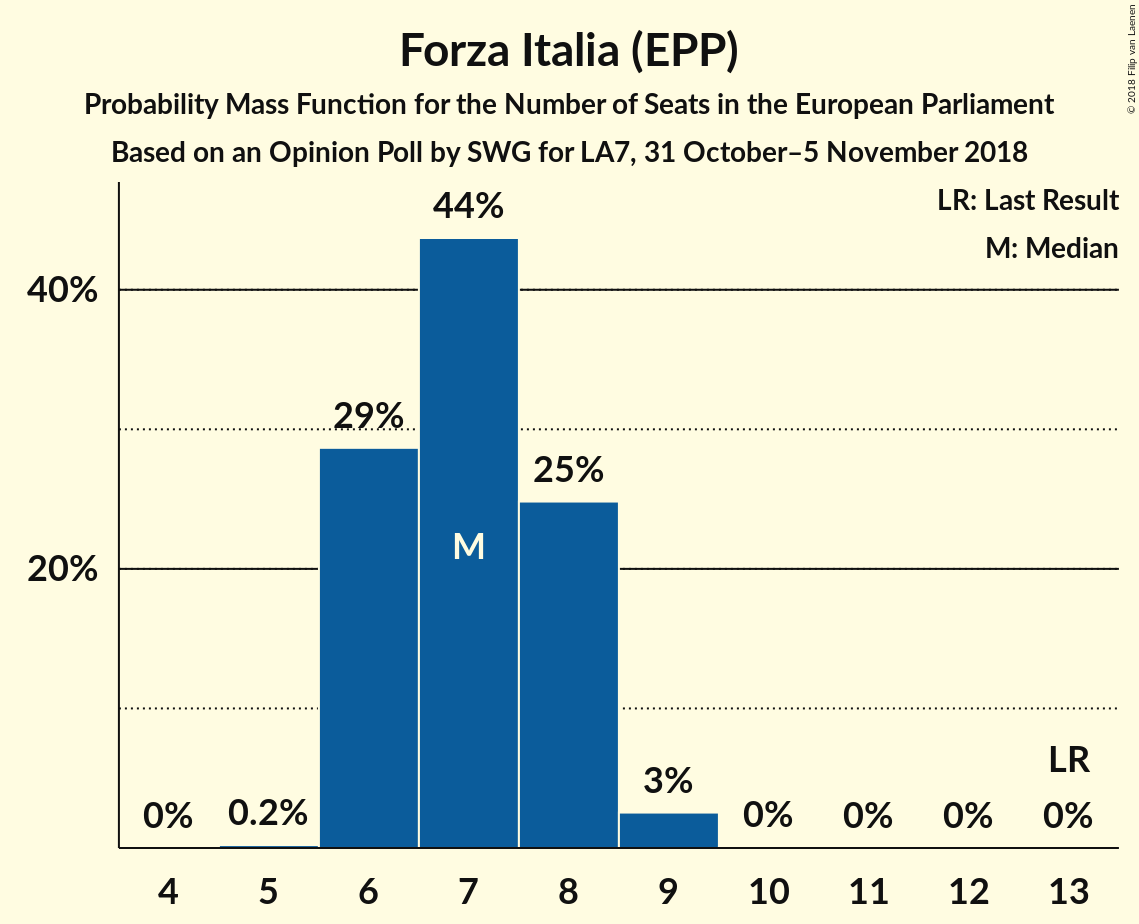 Forza Italia (EPP)
Probability Mass Function for the Number of Seats in the European Parliament
Based on an Opinion Poll by SWG for LA7, 31 October–5 November 2018
© 2018 Filip van Laenen
LR: Last Result
M: Median
44%
40%
29%
25%
M
20%
LR
3%
0% 0.2% 0% 0% 0% 0%
4 5 6 7 8 9 10 11 12 13